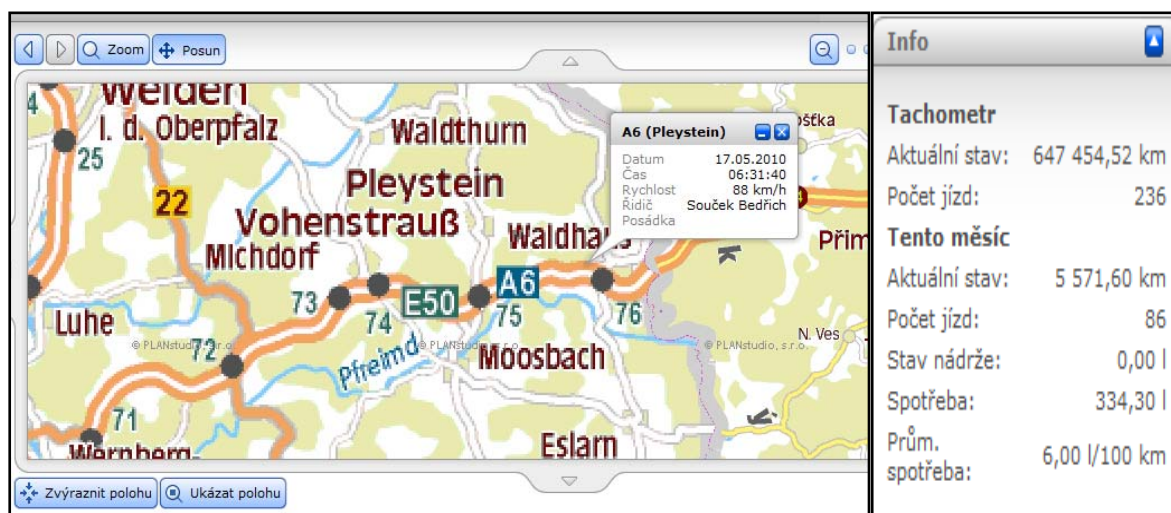 Zoom
Posun
Weiden
I. d. Oberpfalz
25
22
Waldthurn
Pleystein
Vohenstrauß
MIchdorf
Waldhaus
A6 (Pleystein)
Datum 17.05.2010
Čas 06:31:40
Rychlost 88 km/h
Řidič Souček Bedřich
Posádka
Přim
73
74
E50
A6
75
76
Luhe
72
© PLANstudio, s.r.o.
© PLANstudio, s.r.o.
© PLANstudio, s.r.o.
N. Ves
Pfreimd
Moosbach
71
Wernberg-
Eslarn
Zvýraznit polohu
Ukázat polohu
Info
Tachometr
Aktuální stav: 647 454,52 km
Počet jízd: 236
Tento měsíc
Aktuální stav: 5 571,60 km
Počet jízd: 86
Stav nádrže: 0,00 l
Spotřeba: 334,30 l
Prům.
spotřeba: 6,00 l/100 km